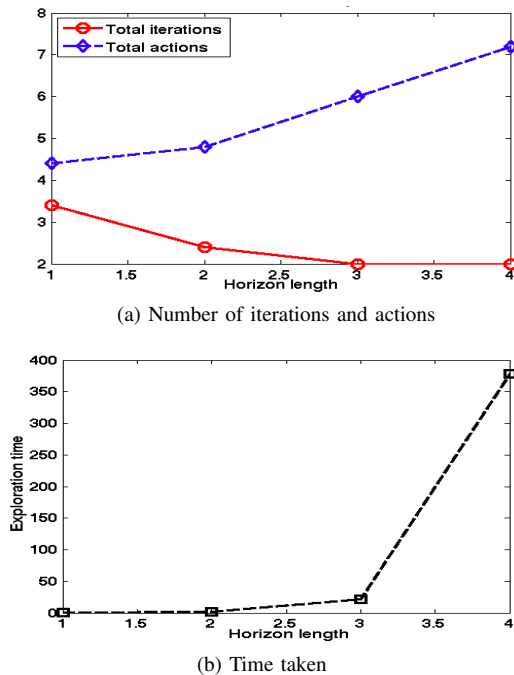 8
7
6
5
4
3
2
Total iterations
Total actions
1 1.5 2 2.5 3 3.5 4
Horizon length
(a) Number of iterations and actions
400
350
300
250
200
150
100
50
0
Exploration time
1 1.5 2 2.5 3 3.5 4
Horizon length
(b) Time taken